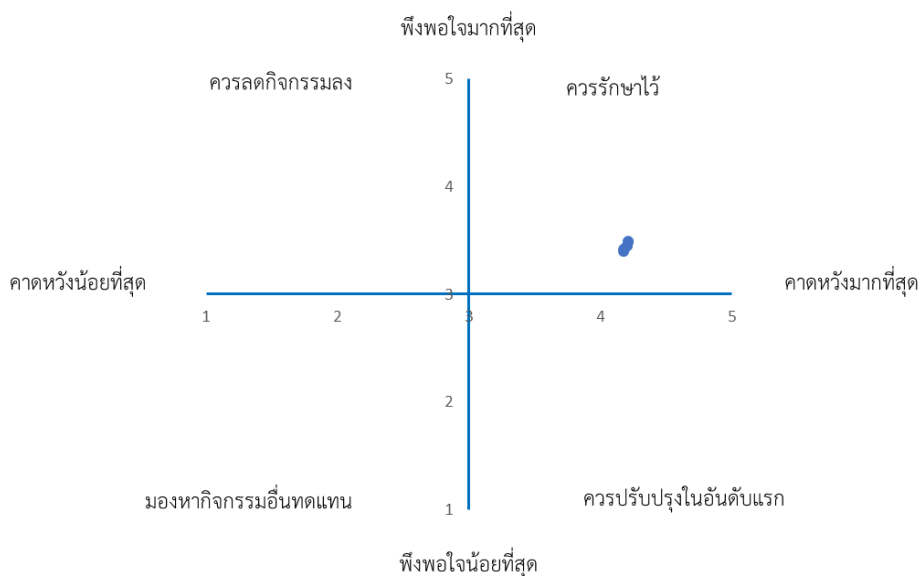 พึงพอใจมากที่สุด
ควรลดกิจกรรมลง
5
ควรรักษาไว้
4
คาดหวังน้อยที่สุด
3
คาดหวังมากที่สุด
1
2
3
4
5
2
มองหากิจกรรมอื่นทดแทน
1
ควรปรับปรุงในอันดับแรก
พึงพอใจน้อยที่สุด